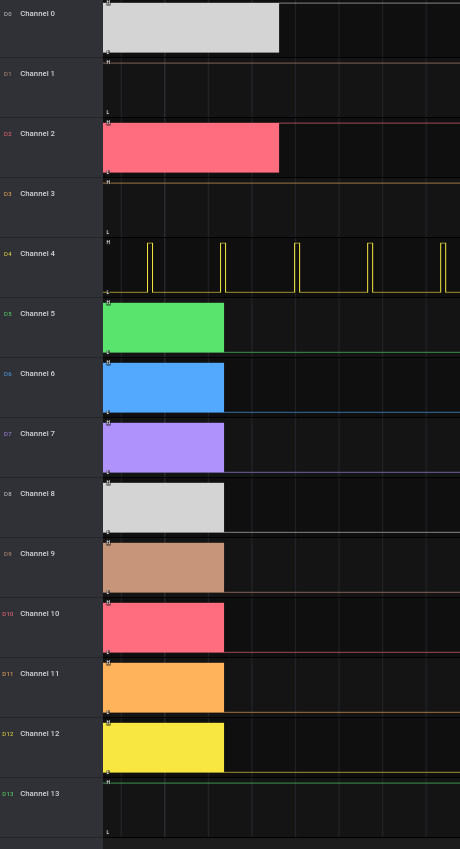 D0 Channel 0
H
L
D1 Channel 1
H
L
D2 Channel 2
H
L
D3 Channel 3
H
L
D4 Channel 4
H
L
D5 Channel 5
H
L
D6 Channel 6
H
L
D7 Channel 7
H
L
D8 Channel 8
H
L
D9 Channel 9
H
L
D10 Channel 10
H
L
D11 Channel 11
H
L
D12 Channel 12
H
L
D13 Channel 13
H
L